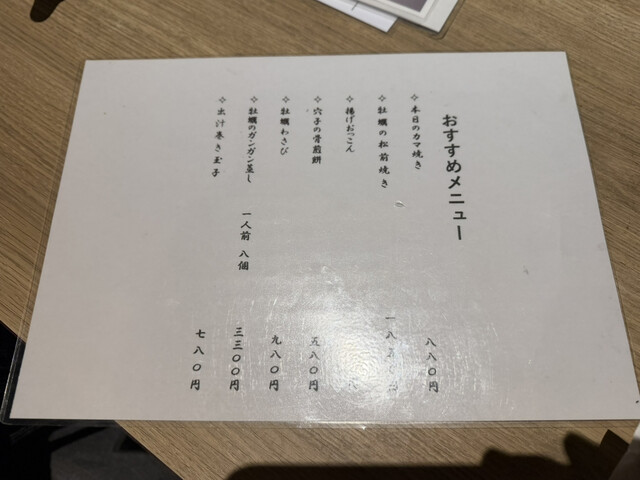 おすすめメニュー
✧ 本日のカマ焼き 八八〇円
✧ 牡蠣の松前焼き
✧ 揚げおっこん
✧ 穴子の骨煎餅 五八〇円
✧ 牡蠣わさび 九八〇円
✧ 牡蠣のガンガン蒸し 一人前 八個 三三〇〇円
✧ 出汁巻き玉子 七八〇円